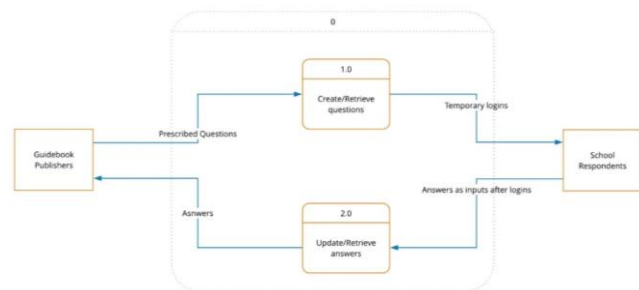 0
1.0
Create/Retrieve
questions
Temporary logins
Prescribed Questions
Guidebook
Publishers
School
Respondents
Answers as inputs after logins
Asnwers
2.0
Update/Retrieve
answers